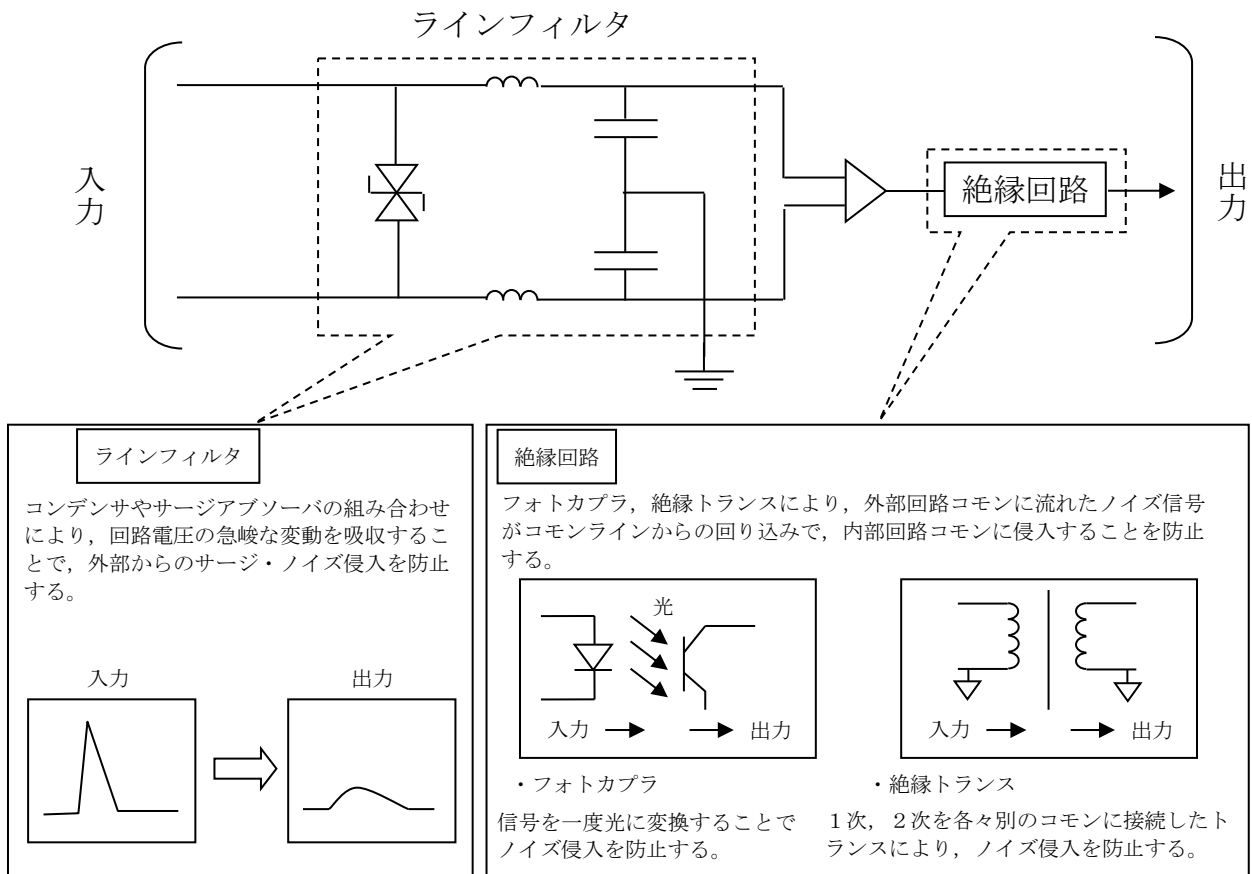 ラインフィルタ
入力
絶縁回路
出力
ラインフィルタ
コンデンサやサージアブソーバの組み合わせ
により，回路電圧の急峻な変動を吸収するこ
とで，外部からのサージ・ノイズ侵入を防止
する。
入力
出力
絶縁回路
フォトカプラ，絶縁トランスにより，外部回路コモンに流れたノイズ信号
がコモンラインからの回り込みで，内部回路コモンに侵入することを防止
する。
光
入力
出力
・フォトカプラ
信号を一度光に変換することで
ノイズ侵入を防止する。
入力
出力
・絶縁トランス
１次，２次を各々別のコモンに接続したト
ランスにより，ノイズ侵入を防止する。